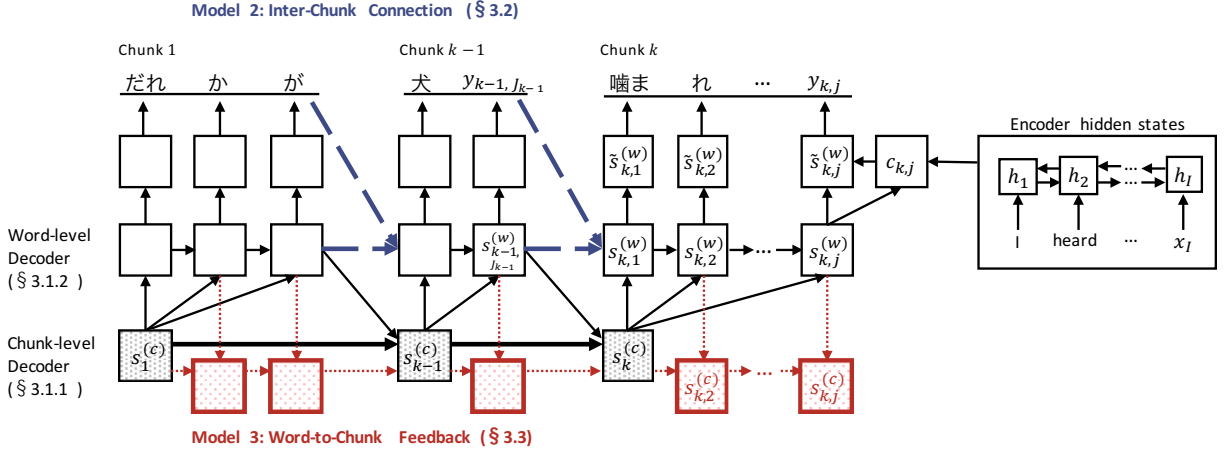 Model 2: Inter-Chunk Connection (§ 3.2)
Chunk 1
Chunk k − 1
Chunk k
だれ か が
犬 y_{k−1, J_{k−1}}
噛ま れ … y_{k,j}
s̃_{k,1}^{(w)} s̃_{k,2}^{(w)} s̃_{k,j}^{(w)} c_{k,j}
Encoder hidden states
h_1 h_2 … h_I
I heard … x_I
Word-level
Decoder
(§ 3.1.2 )
s_{k−1, J_{k−1}}^{(w)} s_{k,1}^{(w)} s_{k,2}^{(w)} … s_{k,j}^{(w)}
Chunk-level
Decoder
(§ 3.1.1 )
s_1^{(c)} s_{k−1}^{(c)} s_k^{(c)}
s_{k,2}^{(c)} … s_{k,j}^{(c)}
Model 3: Word-to-Chunk Feedback (§ 3.3)